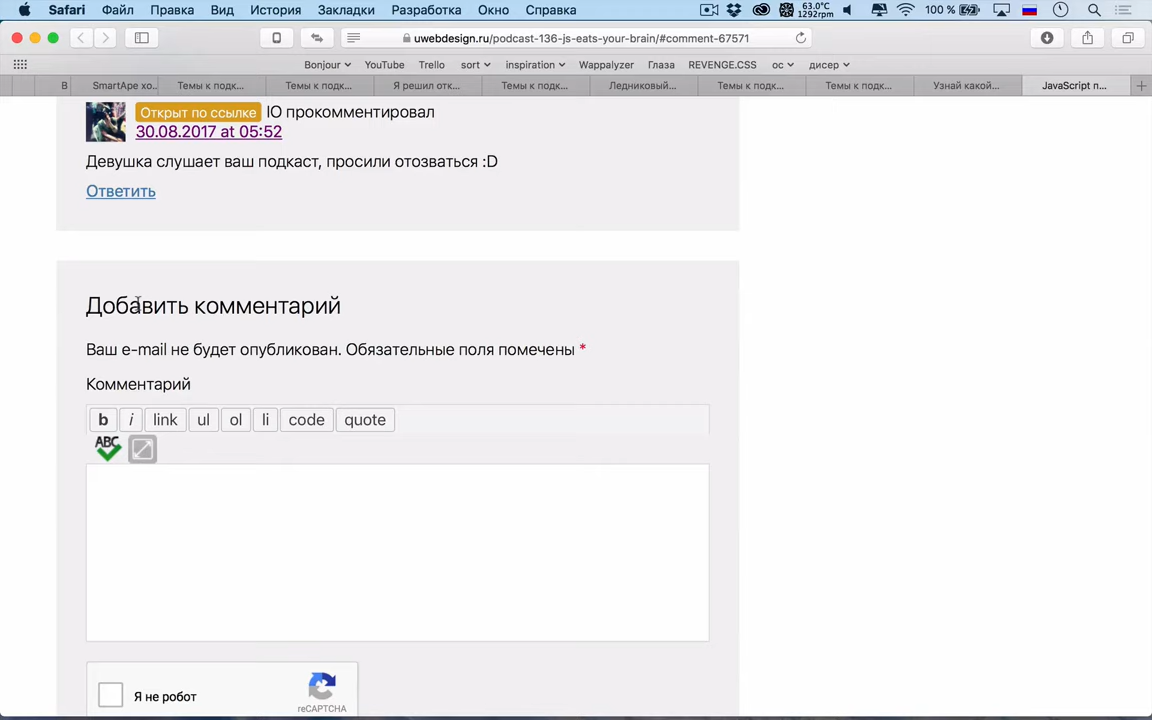 Safari Файл Правка Вид История Закладки Разработка Окно Справка 63.0°C 1292rpm 100 %
uwebdesign.ru/podcast-136-js-eats-your-brain/#comment-67571
Bonjour YouTube Trello sort inspiration Wappalyzer Глаза REVENGE.CSS ос дисер
В SmartApe хо... Темы к подк... Темы к подк... Я решил отк... Темы к подк... Ледниковый... Темы к подк... Темы к подк... Узнай какой... JavaScript п...
Открыт по ссылке IO прокомментировал
30.08.2017 at 05:52
Девушка слушает ваш подкаст, просили отозваться :D
Ответить
Добавить комментарий
Ваш e-mail не будет опубликован. Обязательные поля помечены *
Комментарий
b i link ul ol li code quote
ABC
Я не робот
reCAPTCHA